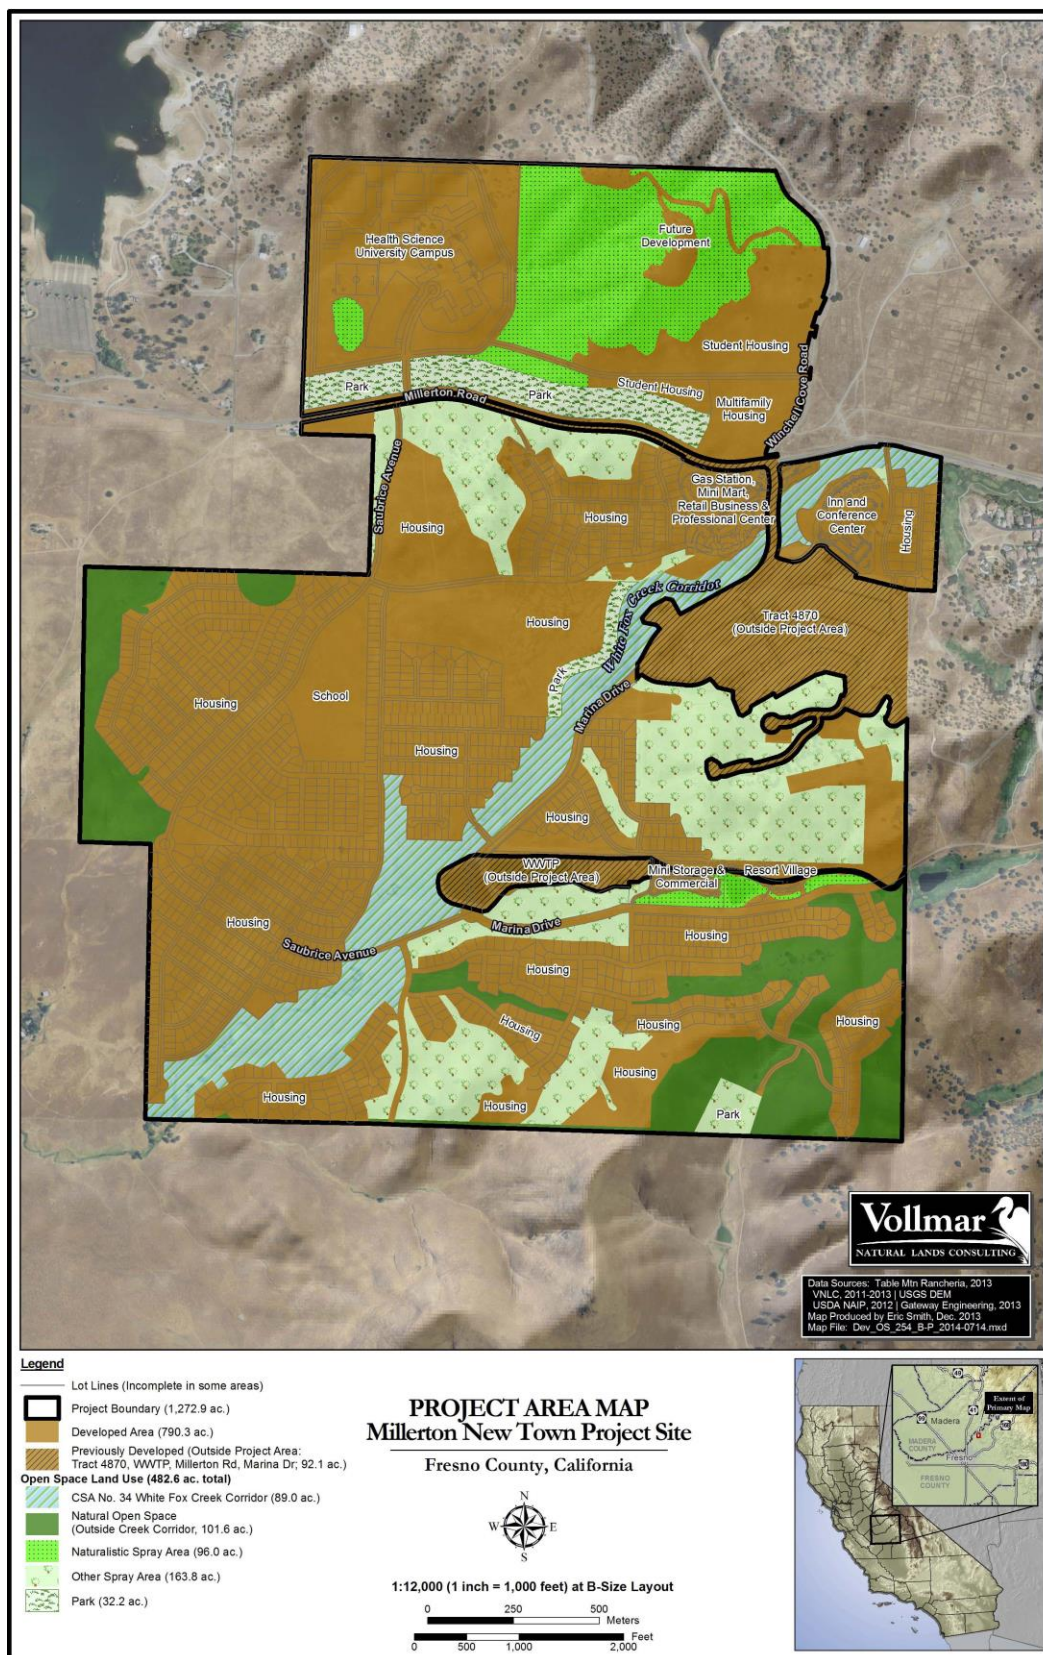 Health Science
University Campus
Future
Development
Student Housing
Park
Millerton Road
Park
Student Housing
Multifamily
Housing
Winchell Cove Road
Saubrice Avenue
Housing
Housing
Gas Station,
Mini Mart,
Retail Business &
Professional Center
Inn and
Conference
Center
Housing
White Fox Creek Corridot
Tract 4870
(Outside Project Area)
Housing
Park
Marina Drive
Housing
School
Housing
Housing
WWTP
(Outside Project Area)
Mini Storage &
Commercial
Resort Village
Housing
Saubrice Avenue
Marina Drive
Housing
Housing
Housing
Housing
Housing
Housing
Housing
Housing
Park
Vollmar
NATURAL LANDS CONSULTING
Data Sources: Table Mtn Rancheria, 2013
VNLC, 2011-2013 | USGS DEM
USDA NAIP, 2012 | Gateway Engineering, 2013
Map Produced by Eric Smith, Dec. 2013
Map File: Dev_OS_254_B-P_2014-0714.mxd
Legend
Lot Lines (Incomplete in some areas)
Project Boundary (1,272.9 ac.)
Developed Area (790.3 ac.)
Previously Developed (Outside Project Area:
Tract 4870, WWTP, Millerton Rd, Marina Dr; 92.1 ac.)
Open Space Land Use (482.6 ac. total)
CSA No. 34 White Fox Creek Corridor (89.0 ac.)
Natural Open Space
(Outside Creek Corridor, 101.6 ac.)
Naturalistic Spray Area (96.0 ac.)
Other Spray Area (163.8 ac.)
Park (32.2 ac.)
PROJECT AREA MAP
Millerton New Town Project Site
Fresno County, California
N
W E
S
1:12,000 (1 inch = 1,000 feet) at B-Size Layout
0 250 500
Meters
Feet
0 500 1,000 2,000
Extent of
Primary Map
49
41
99
Madera
MADERA
COUNTY
Fresno
FRESNO
COUNTY